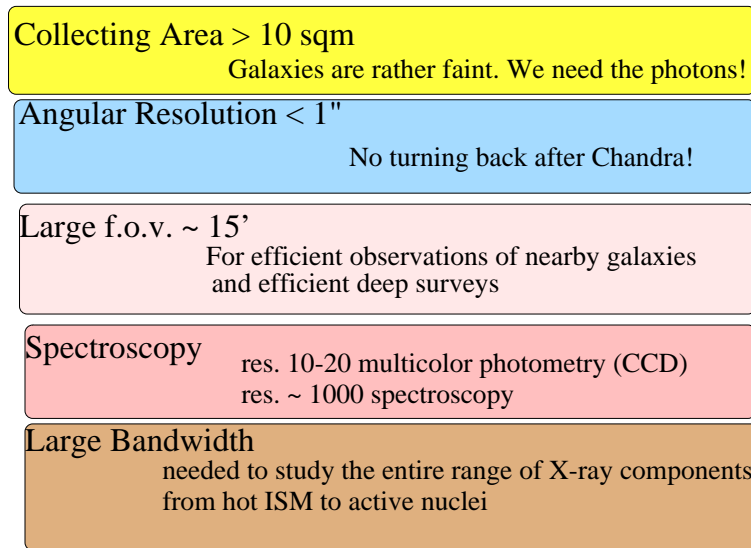 Collecting Area > 10 sqm
Galaxies are rather faint. We need the photons!
Angular Resolution < 1"
No turning back after Chandra!
Large f.o.v. ~ 15’
For efficient observations of nearby galaxies
and efficient deep surveys
Spectroscopy
res. 10-20 multicolor photometry (CCD)
res. ~ 1000 spectroscopy
Large Bandwidth
needed to study the entire range of X-ray components
from hot ISM to active nuclei